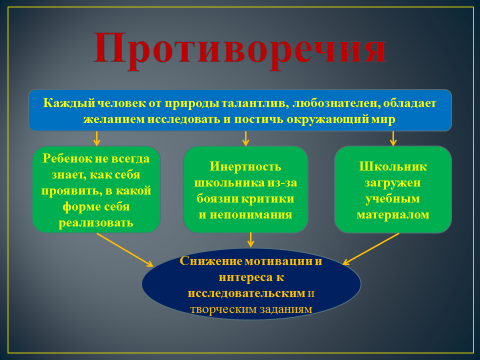 Противоречия
Каждый человек от природы талантлив, любознателен, обладает
желанием исследовать и постичь окружающий мир
Ребенок не всегда
знает, как себя
проявить, в какой
форме себя
реализовать
Инертность
школьника из-за
боязни критики
и непонимания
Школьник
загружен
учебным
материалом
Снижение мотивации и
интереса к
исследовательским и
творческим заданиям